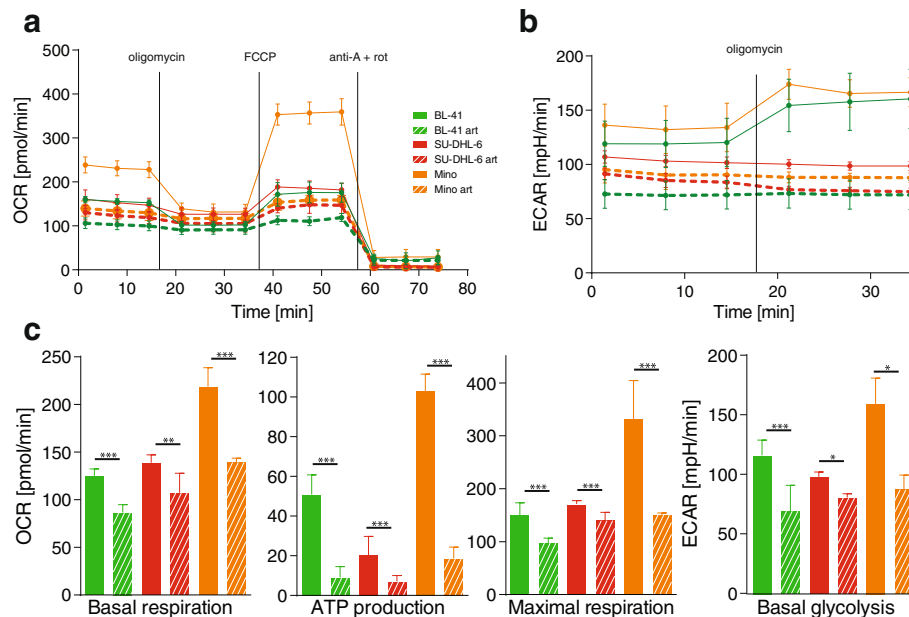 a
b
oligomycin
FCCP
anti-A + rot
OCR [pmol/min]
500
400
300
200
100
0
0 10 20 30 40 50 60 70 80
Time [min]
BL-41
BL-41 art
SU-DHL-6
SU-DHL-6 art
Mino
Mino art
oligomycin
ECAR [mpH/min]
200
150
100
50
0
0 10 20 30
Time [min]
c
OCR [pmol/min]
250
200
150
100
50
0
***
**
***
Basal respiration
120
100
80
60
40
20
0
***
***
***
ATP production
400
300
200
100
0
***
***
***
Maximal respiration
ECAR [mpH/min]
200
150
100
50
0
***
*
*
Basal glycolysis